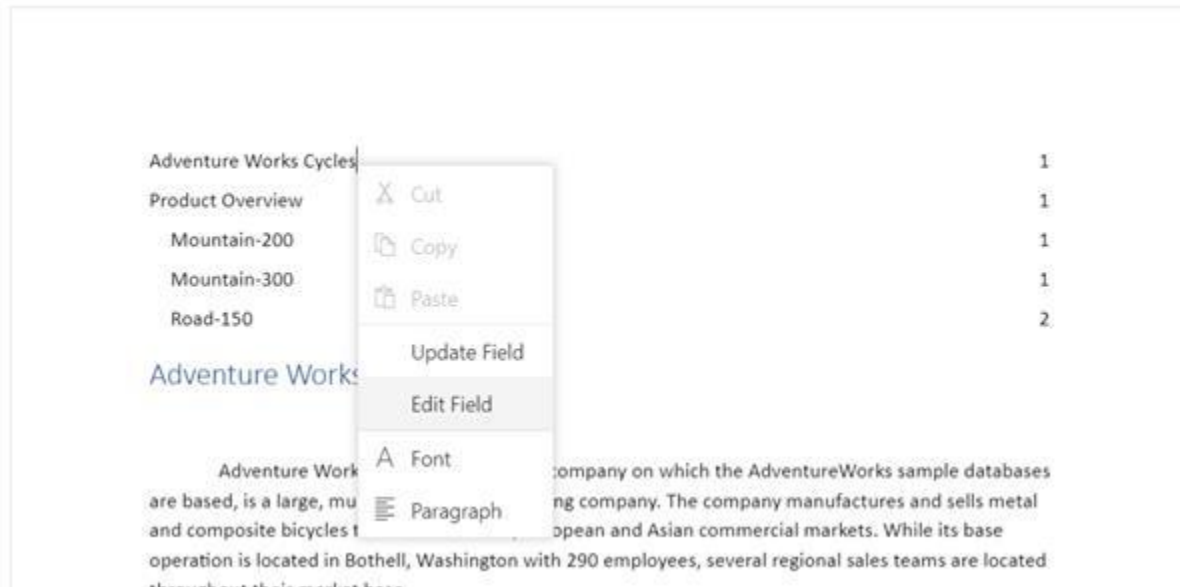 Adventure Works Cycles 1
Product Overview 1
Mountain-200 1
Mountain-300 1
Road-150 2
Cut
Copy
Paste
Update Field
Edit Field
Font
Paragraph
Adventure Works
Adventure Work company on which the AdventureWorks sample databases
are based, is a large, mu ng company. The company manufactures and sells metal
and composite bicycles t opean and Asian commercial markets. While its base
operation is located in Bothell, Washington with 290 employees, several regional sales teams are located